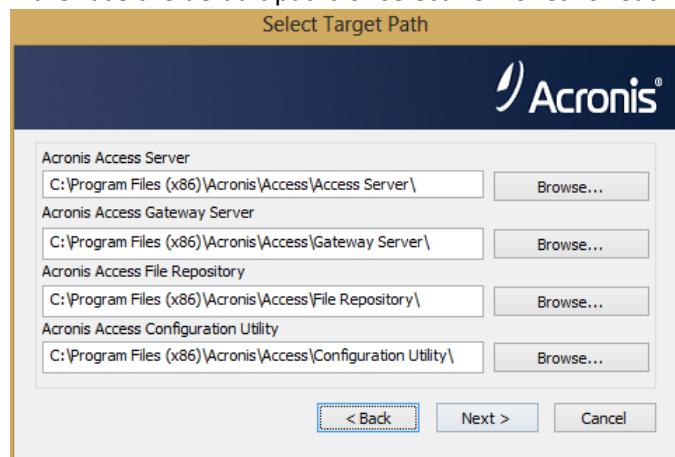 Select Target Path
Acronis®
Acronis Access Server
C:\Program Files (x86)\Acronis\Access\Access Server\
Browse...
Acronis Access Gateway Server
C:\Program Files (x86)\Acronis\Access\Gateway Server\
Browse...
Acronis Access File Repository
C:\Program Files (x86)\Acronis\Access\File Repository\
Browse...
Acronis Access Configuration Utility
C:\Program Files (x86)\Acronis\Access\Configuration Utility\
Browse...
< Back
Next >
Cancel